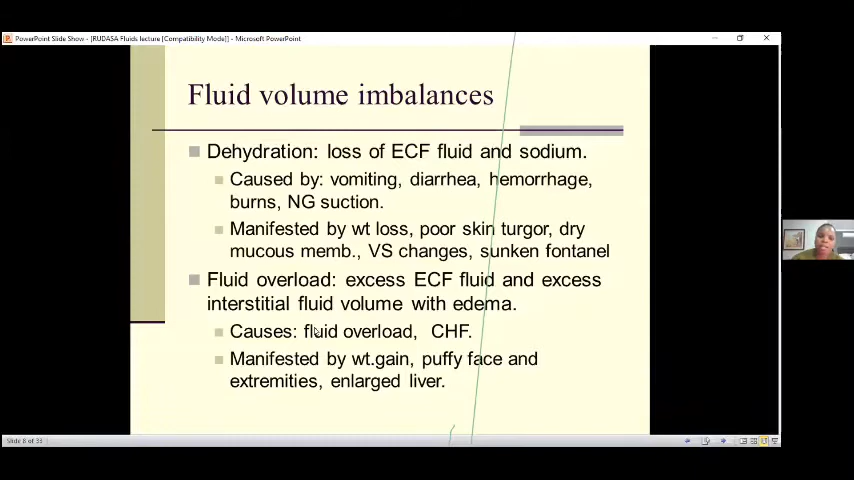 PowerPoint Slide Show - [RUDASA Fluids lecture [Compatibility Mode]] - Microsoft PowerPoint
Fluid volume imbalances
Dehydration: loss of ECF fluid and sodium.
Caused by: vomiting, diarrhea, hemorrhage,
burns, NG suction.
Manifested by wt loss, poor skin turgor, dry
mucous memb., VS changes, sunken fontanel
Fluid overload: excess ECF fluid and excess
interstitial fluid volume with edema.
Causes: fluid overload, CHF.
Manifested by wt.gain, puffy face and
extremities, enlarged liver.
Slide 8 of 33